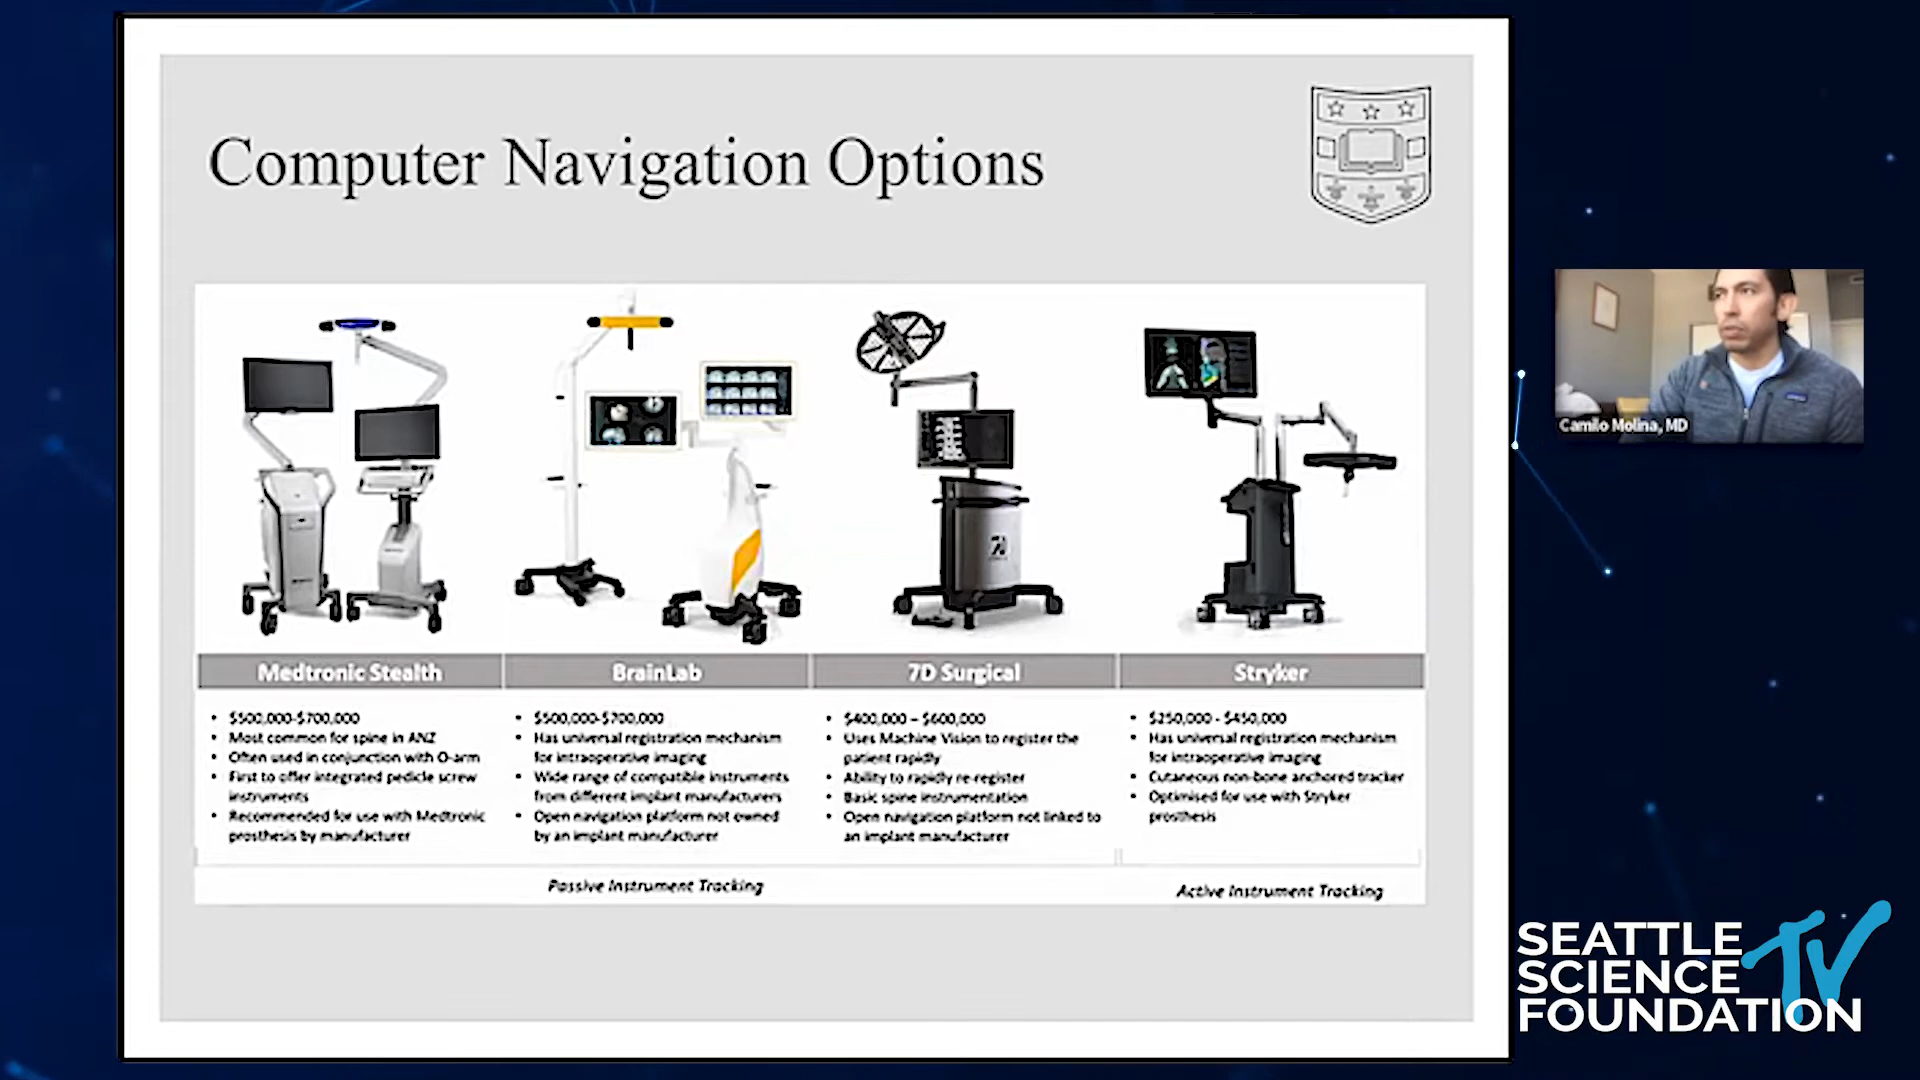 Computer Navigation Options
Medtronic Stealth
• $500,000-$700,000
• Most common for spine in ANZ
• Often used in conjunction with O-arm
• First to offer integrated pedicle screw
instruments
• Recommended for use with Medtronic
prosthesis by manufacturer
BrainLab
• $500,000-$700,000
• Has universal registration mechanism
for intraoperative imaging
• Wide range of compatible instruments
from different implant manufacturers
• Open navigation platform not owned
by an implant manufacturer
7D Surgical
• $400,000 – $600,000
• Uses Machine Vision to register the
patient rapidly
• Ability to rapidly re-register
• Basic spine instrumentation
• Open navigation platform not linked to
an implant manufacturer
Stryker
• $250,000 - $450,000
• Has universal registration mechanism
for intraoperative imaging
• Cutaneous non-bone anchored tracker
• Optimised for use with Stryker
prosthesis
Passive Instrument Tracking
Active Instrument Tracking
Camilo Molina, MD
SEATTLE
SCIENCE TV
FOUNDATION